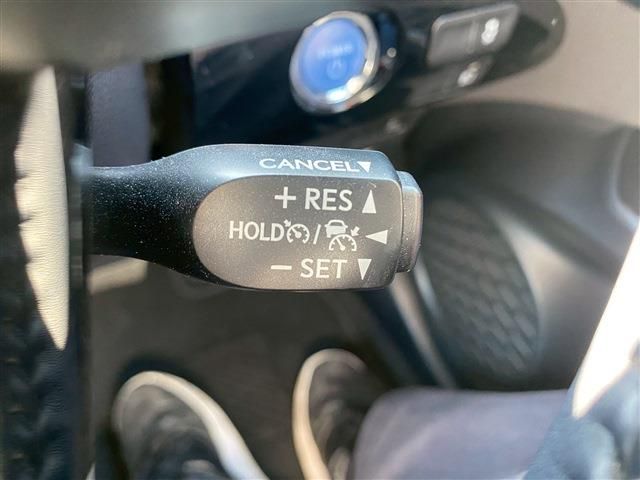 CANCEL▼
+ RES ▲
HOLD / ◀
− SET ▼